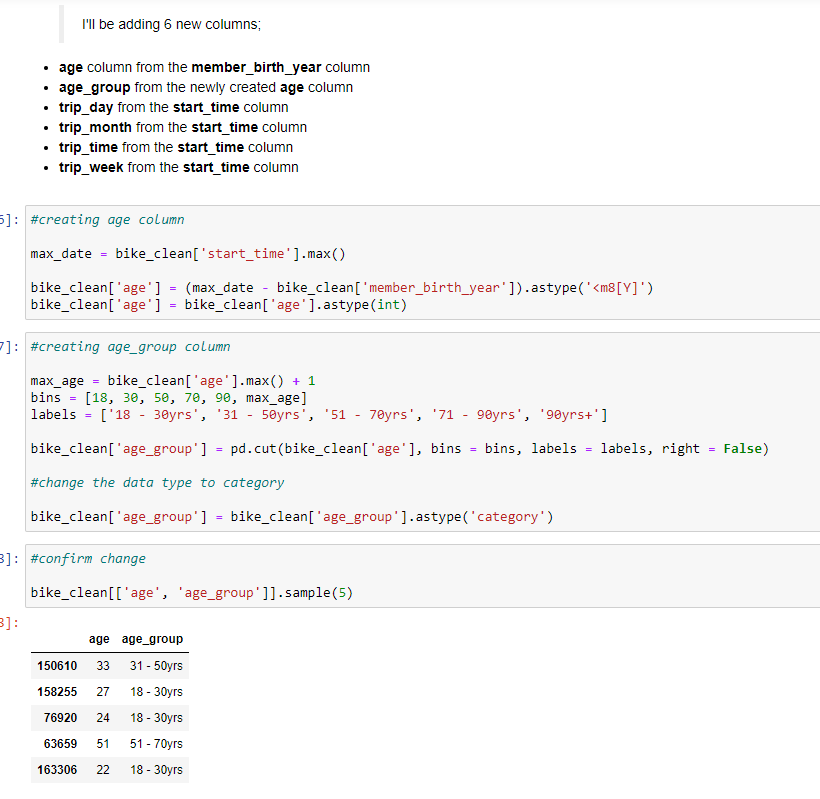 I'll be adding 6 new columns;
• age column from the member_birth_year column
• age_group from the newly created age column
• trip_day from the start_time column
• trip_month from the start_time column
• trip_time from the start_time column
• trip_week from the start_time column
]: #creating age column
max_date = bike_clean['start_time'].max()
bike_clean['age'] = (max_date - bike_clean['member_birth_year']).astype('<m8[Y]')
bike_clean['age'] = bike_clean['age'].astype(int)
7]: #creating age_group column
max_age = bike_clean['age'].max() + 1
bins = [18, 30, 50, 70, 90, max_age]
labels = ['18 - 30yrs', '31 - 50yrs', '51 - 70yrs', '71 - 90yrs', '90yrs+']
bike_clean['age_group'] = pd.cut(bike_clean['age'], bins = bins, labels = labels, right = False)
#change the data type to category
bike_clean['age_group'] = bike_clean['age_group'].astype('category')
]: #confirm change
bike_clean[['age', 'age_group']].sample(5)
]:
age age_group
150610 33 31 - 50yrs
158255 27 18 - 30yrs
76920 24 18 - 30yrs
63659 51 51 - 70yrs
163306 22 18 - 30yrs